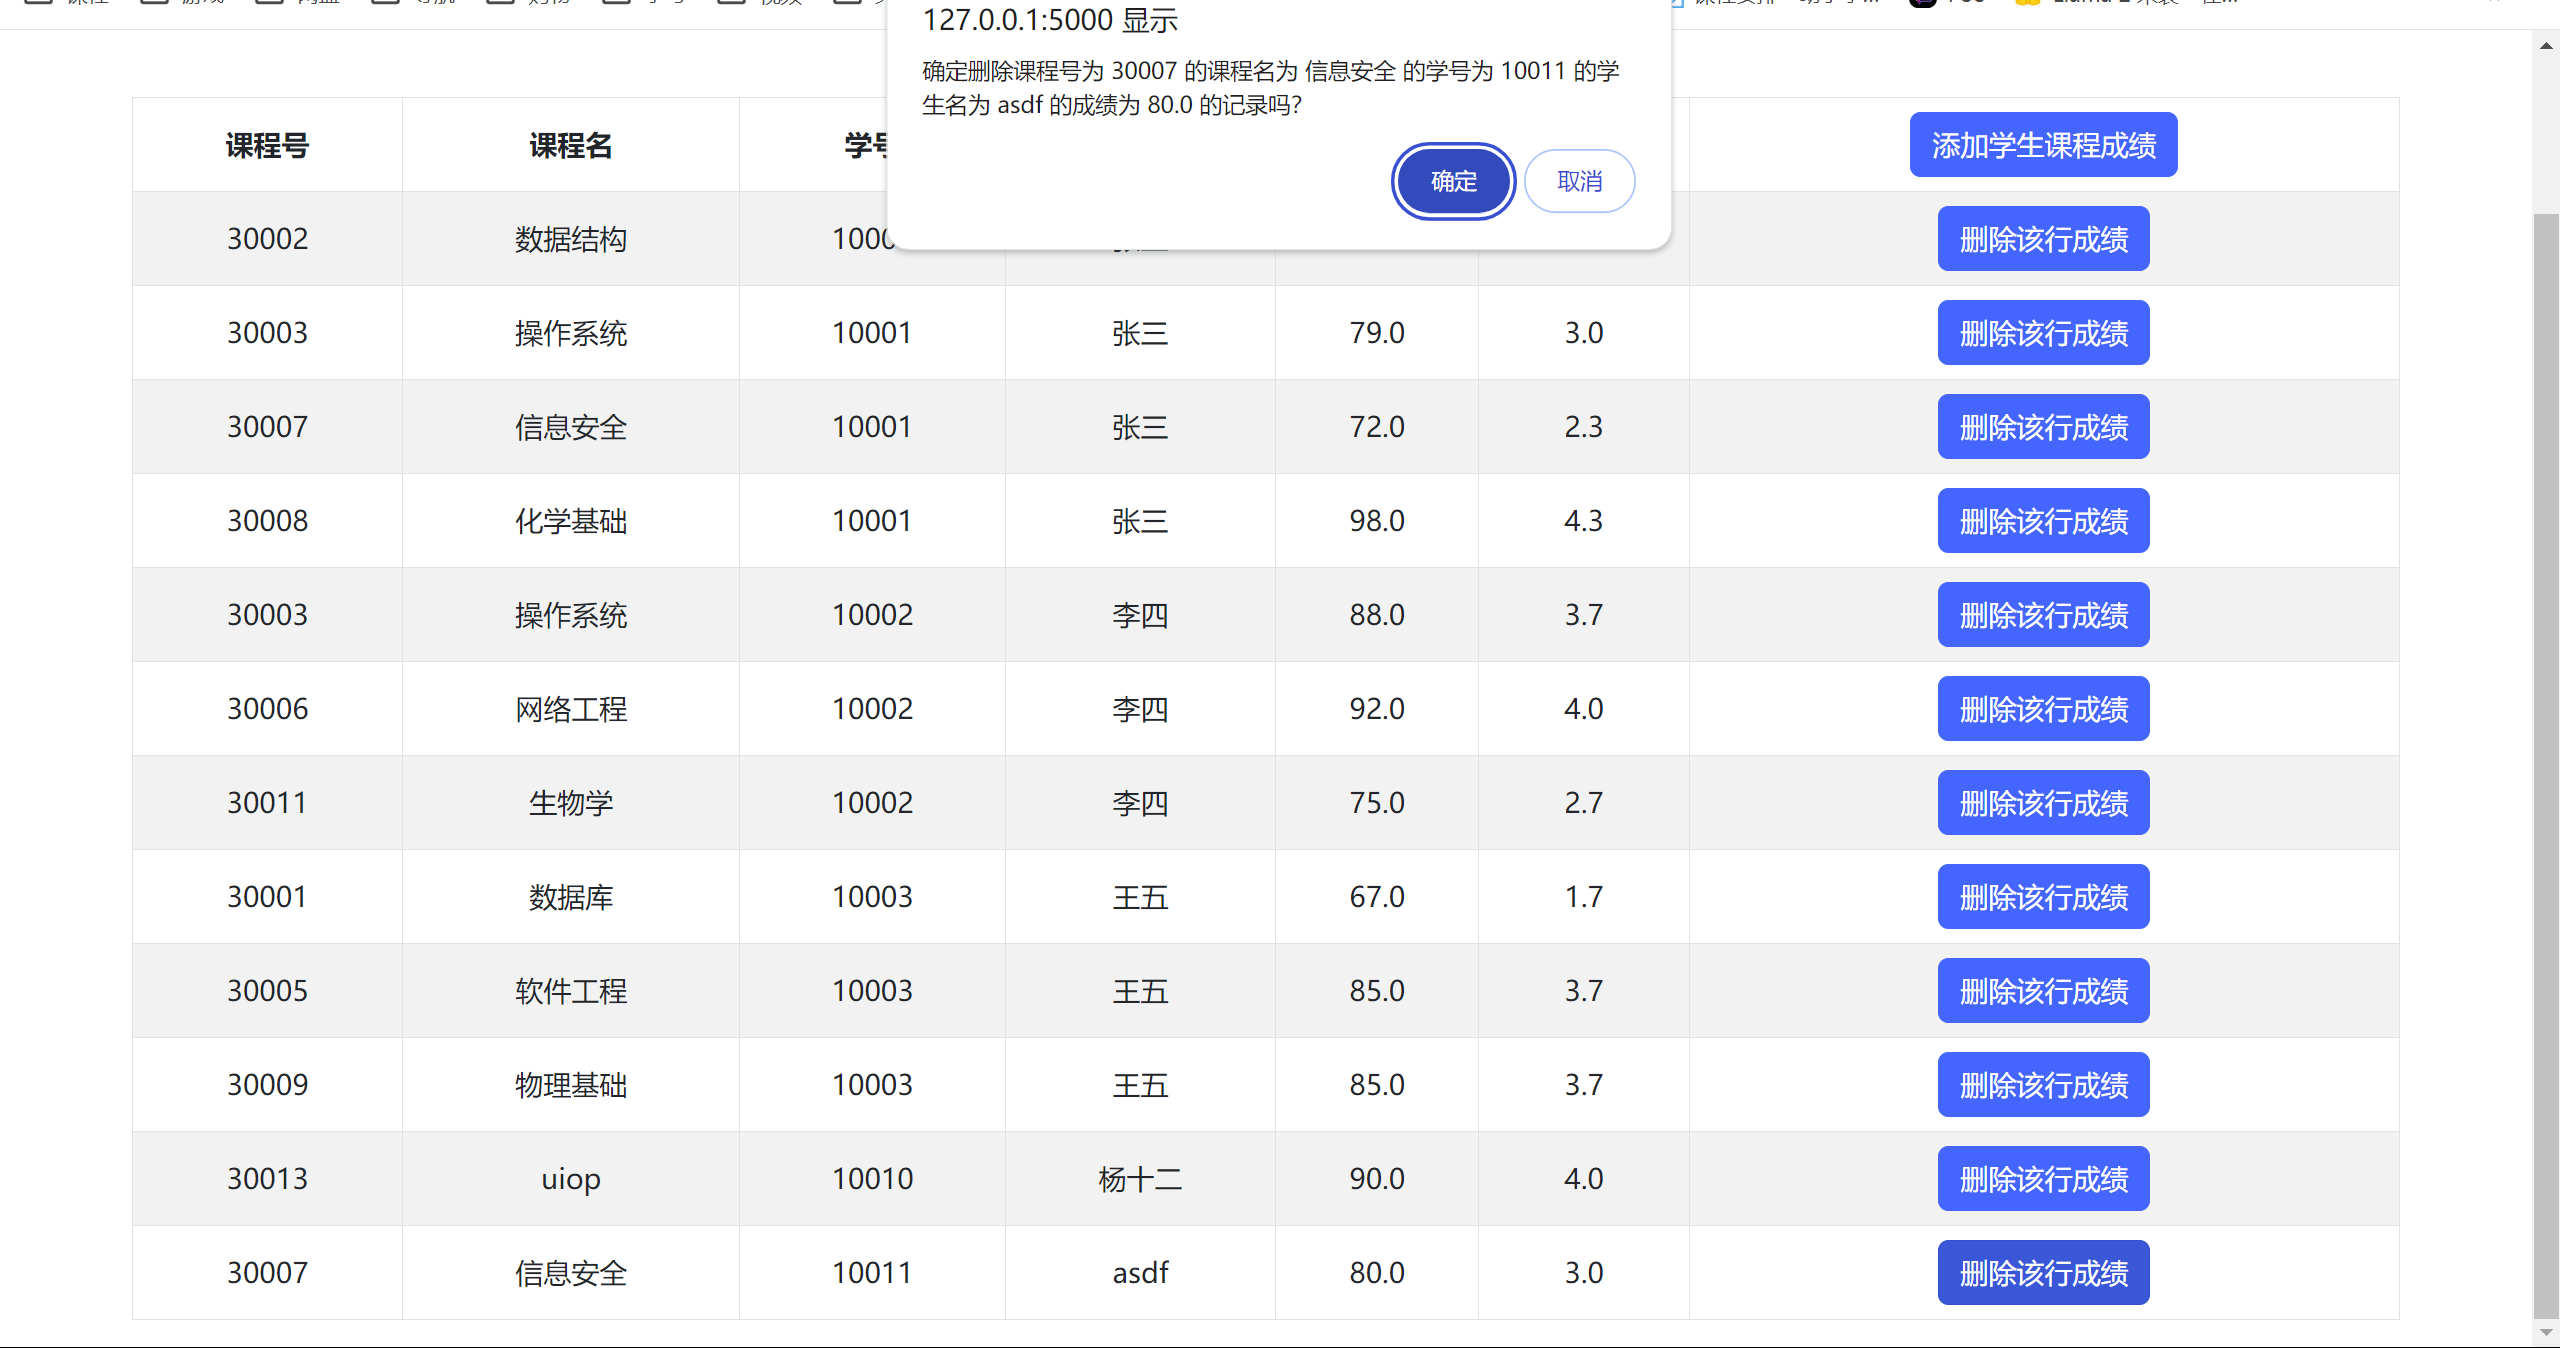 127.0.0.1:5000 显示
确定删除课程号为 30007 的课程名为 信息安全 的学号为 10011 的学
生名为 asdf 的成绩为 80.0 的记录吗?
确定 取消
课程号 课程名 添加学生课程成绩
30002 数据结构 删除该行成绩
30003 操作系统 10001 张三 79.0 3.0 删除该行成绩
30007 信息安全 10001 张三 72.0 2.3 删除该行成绩
30008 化学基础 10001 张三 98.0 4.3 删除该行成绩
30003 操作系统 10002 李四 88.0 3.7 删除该行成绩
30006 网络工程 10002 李四 92.0 4.0 删除该行成绩
30011 生物学 10002 李四 75.0 2.7 删除该行成绩
30001 数据库 10003 王五 67.0 1.7 删除该行成绩
30005 软件工程 10003 王五 85.0 3.7 删除该行成绩
30009 物理基础 10003 王五 85.0 3.7 删除该行成绩
30013 uiop 10010 杨十二 90.0 4.0 删除该行成绩
30007 信息安全 10011 asdf 80.0 3.0 删除该行成绩